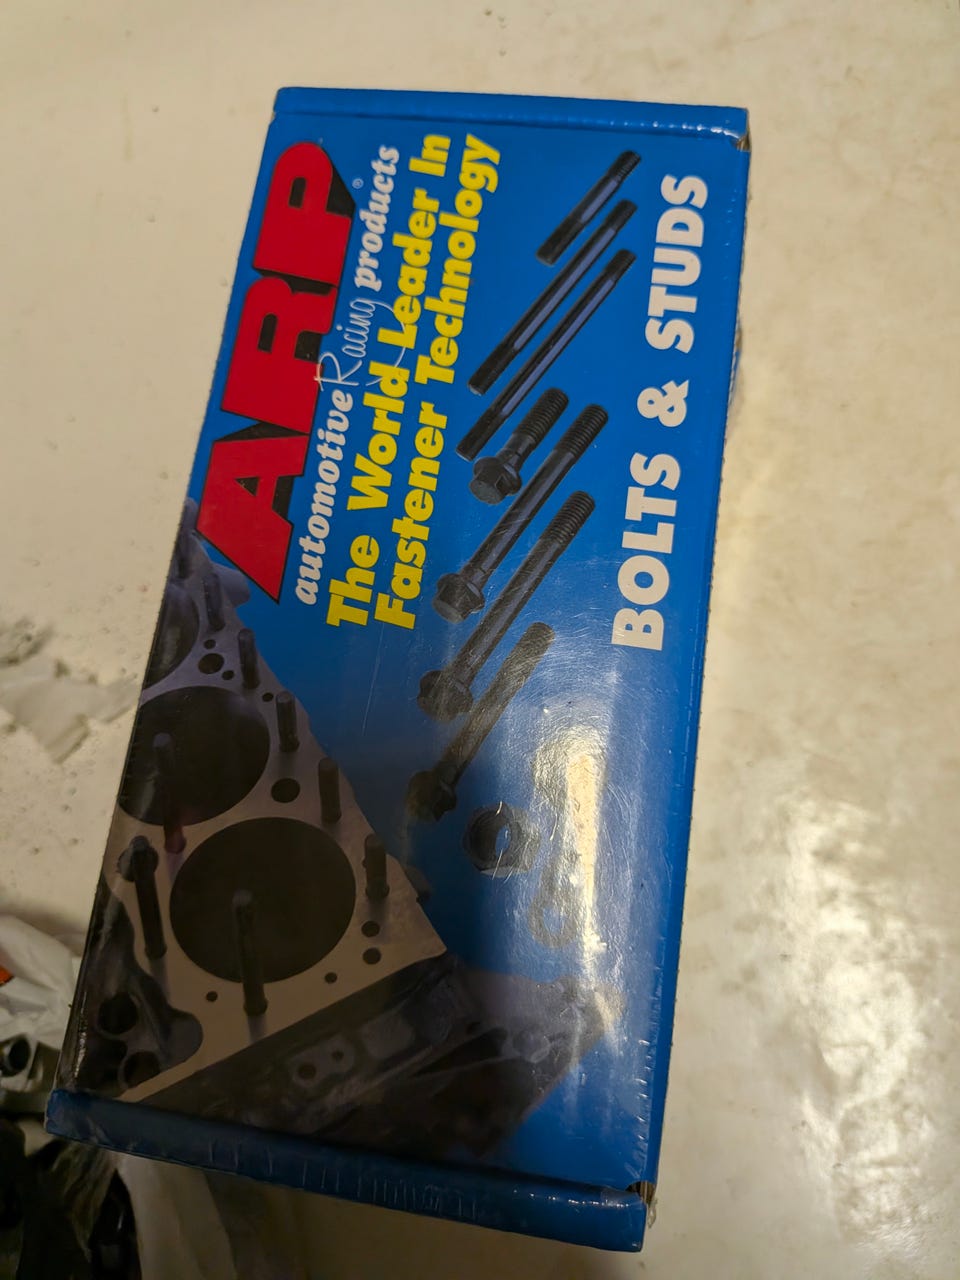 ARP®
automotive Racing products
The World Leader In
Fastener Technology
BOLTS & STUDS